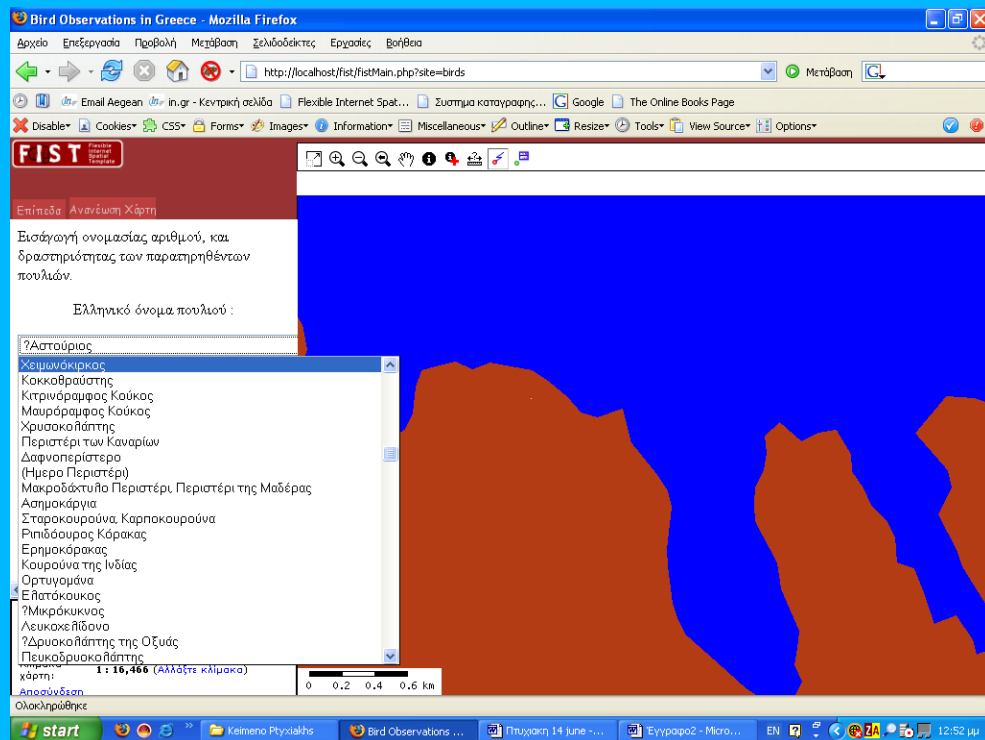 Bird Observations in Greece - Mozilla Firefox
Αρχείο Επεξεργασία Προβολή Μετάβαση Σελιδοδείκτες Εργασίες Βοήθεια
http://localhost/fist/fistMain.php?site=birds Μετάβαση
Email Aegean in.gr - Κεντρική σελίδα Flexible Internet Spat... Συστημα καταγραφης... Google The Online Books Page
Disable Cookies CSS Forms Images Information Miscellaneous Outline Resize Tools View Source Options
FIST Flexible Internet Spatial Template
Επίπεδα Ανανέωση Χάρτη
Εισάγωγή ονομασίας αριθμού, και
δραστηριότητας των παρατηρηθέντων
πουλιών.
Ελληνικό όνομα πουλιού :
?Αστούριος
Χειμωνόκιρκος
Κοκκοθραύστης
Κιτρινόραμφος Κούκος
Μαυρόραμφος Κούκος
Χρυσοκολάπτης
Περιστέρι των Καναρίων
Δαφνοπερίστερο
(Ημερο Περιστέρι)
Μακροδάχτυλο Περιστέρι, Περιστέρι της Μαδέρας
Ασημοκάργια
Σταροκουρούνα, Καρποκουρούνα
Ριπιδόουρος Κόρακας
Ερημοκόρακας
Κουρούνα της Ινδίας
Ορτυγομάνα
Ελατόκουκος
?Μικρόκυκνος
Λευκοχελίδονο
?Δρυοκολάπτης της Οξυάς
Πευκοδρυοκολάπτης
χάρτη: 1 : 16,466 (Αλλάξτε κλίμακα)
Αποσύνδεση
0 0.2 0.4 0.6 km
Ολοκληρώθηκε
start Keimeno Ptyxiakhs Bird Observations ... Πτυχιακη 14 june -... Έγγραφο2 - Micro... EN 12:52 μμ